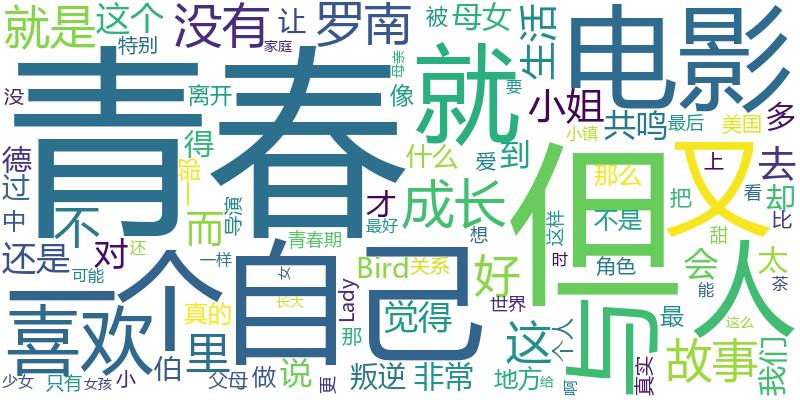 就是
这个
没有
让
罗南
被
母女
生活
电影
特别
家庭
青春
没
离开
像
母亲
就
要
小姐
共鸣
最后
美国
多
小镇
德
过
中
一部
得
而
导演
不
什么
爱
到
成长
才
最好
但
又
那么
上
去
把
看
却
比
还是
还
对
青春期
想
这样
不是
甜
可能
一样
女
自己
Bird
关系
好
过
角色
会
能
太
茶
一个
喜欢
里
真的
长大
Lady
觉得
世界
与
人
最
这么
少女
只有
女孩
小
伯
父母
做
说
那
更
叛逆
非常
这
地方
给
个人
啊
真实
故事
我们